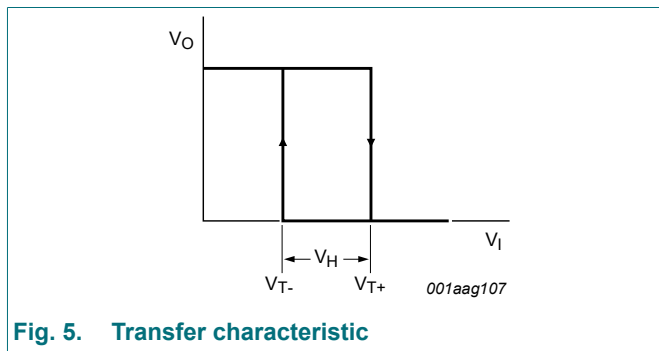 VO
VI
VH
VT-
VT+
001aag107
Fig. 5. Transfer characteristic